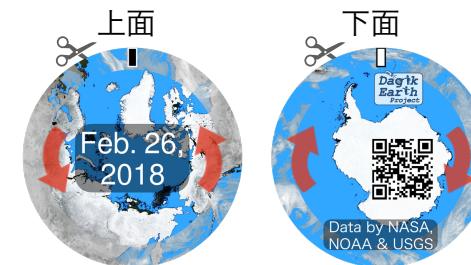 上面
下面
Feb. 26,
2018
Dagik
Earth
Project
Data by NASA,
NOAA & USGS